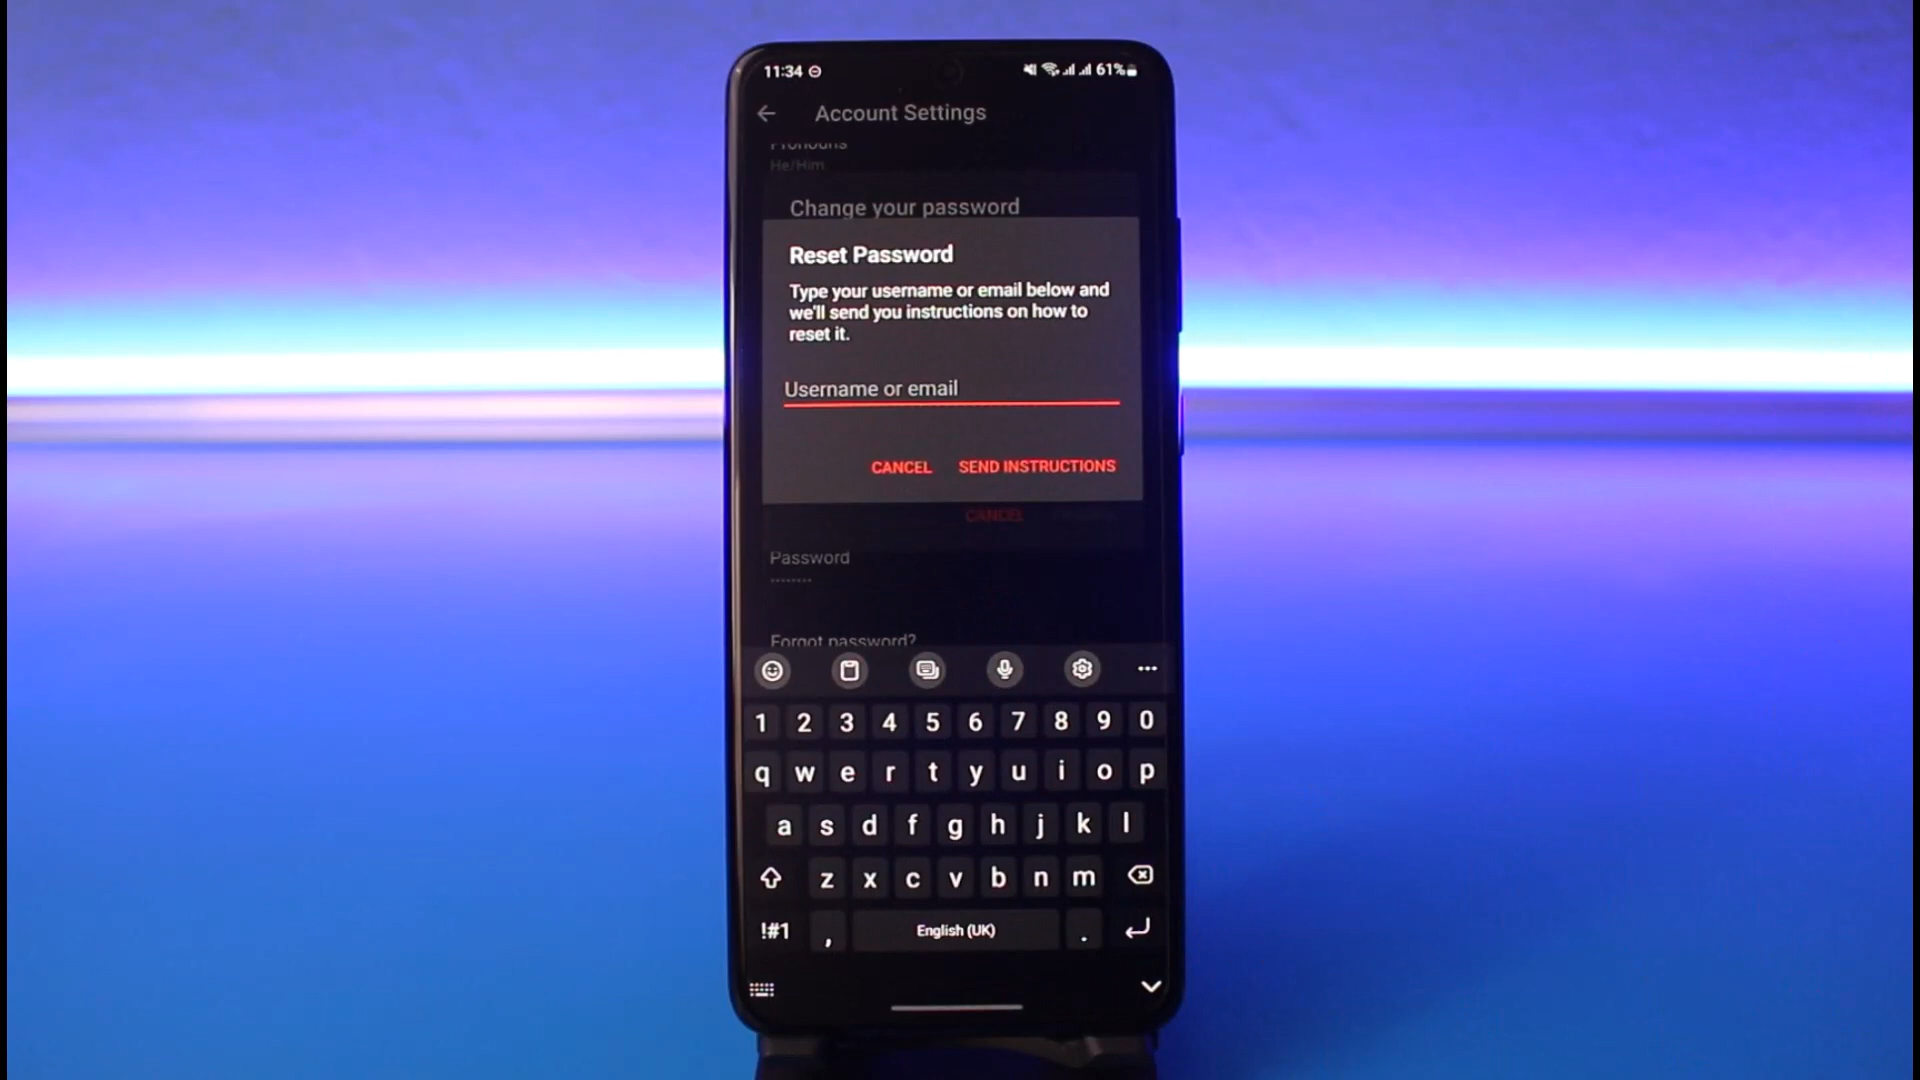 11:34
61%
Account Settings
Pronouns
He/Him
Change your password
Reset Password
Type your username or email below and
we'll send you instructions on how to
reset it.
Username or email
CANCEL SEND INSTRUCTIONS
CANCEL
Password
Forgot password?
1 2 3 4 5 6 7 8 9 0
q w e r t y u i o p
a s d f g h j k l
z x c v b n m
!#1 , English (UK) .